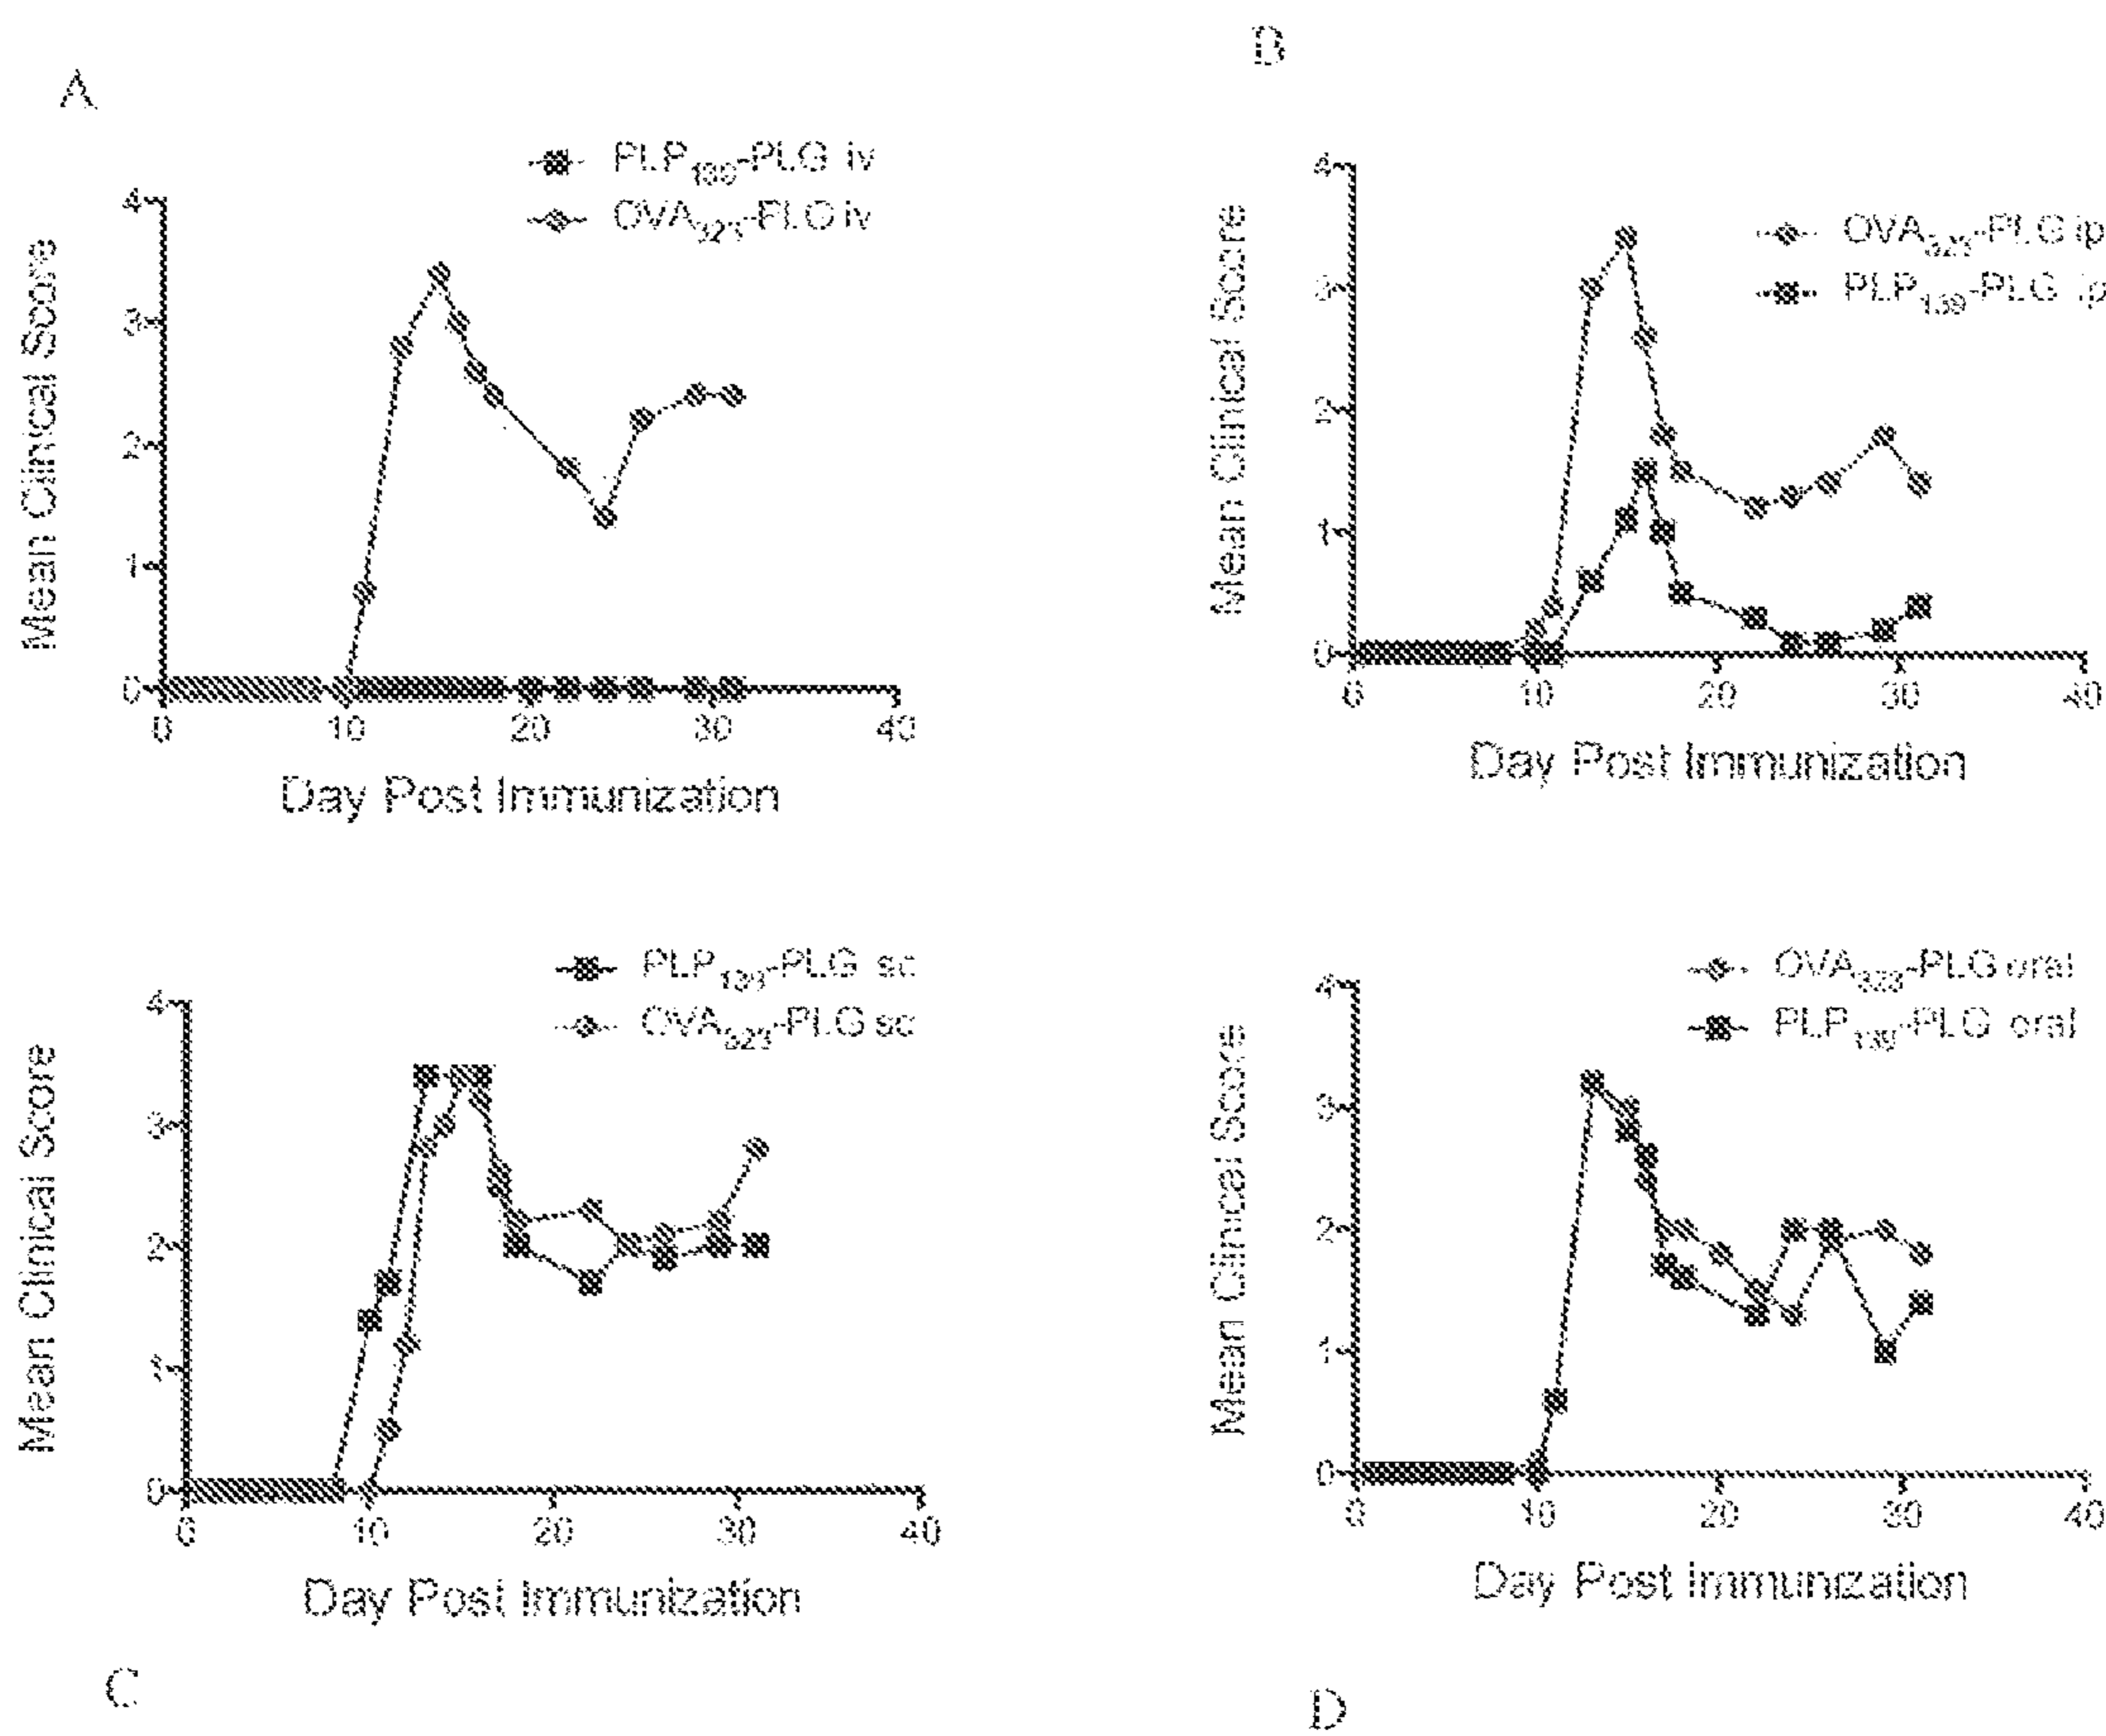 A
PLP139-PLG iv
OVA323-PLG iv
Mean Clinical Score
4
3
2
1
0
0 10 20 30 40
Day Post Immunization
B
OVA323-PLG ip
PLP139-PLG ip
Mean Clinical Score
4
3
2
1
0
0 10 20 30 40
Day Post Immunization
PLP139-PLG sc
OVA323-PLG sc
Mean Clinical Score
4
3
2
1
0
0 10 20 30 40
Day Post Immunization
C
OVA323-PLG oral
PLP139-PLG oral
Mean Clinical Score
4
3
2
1
0
0 10 20 30 40
Day Post Immunization
D